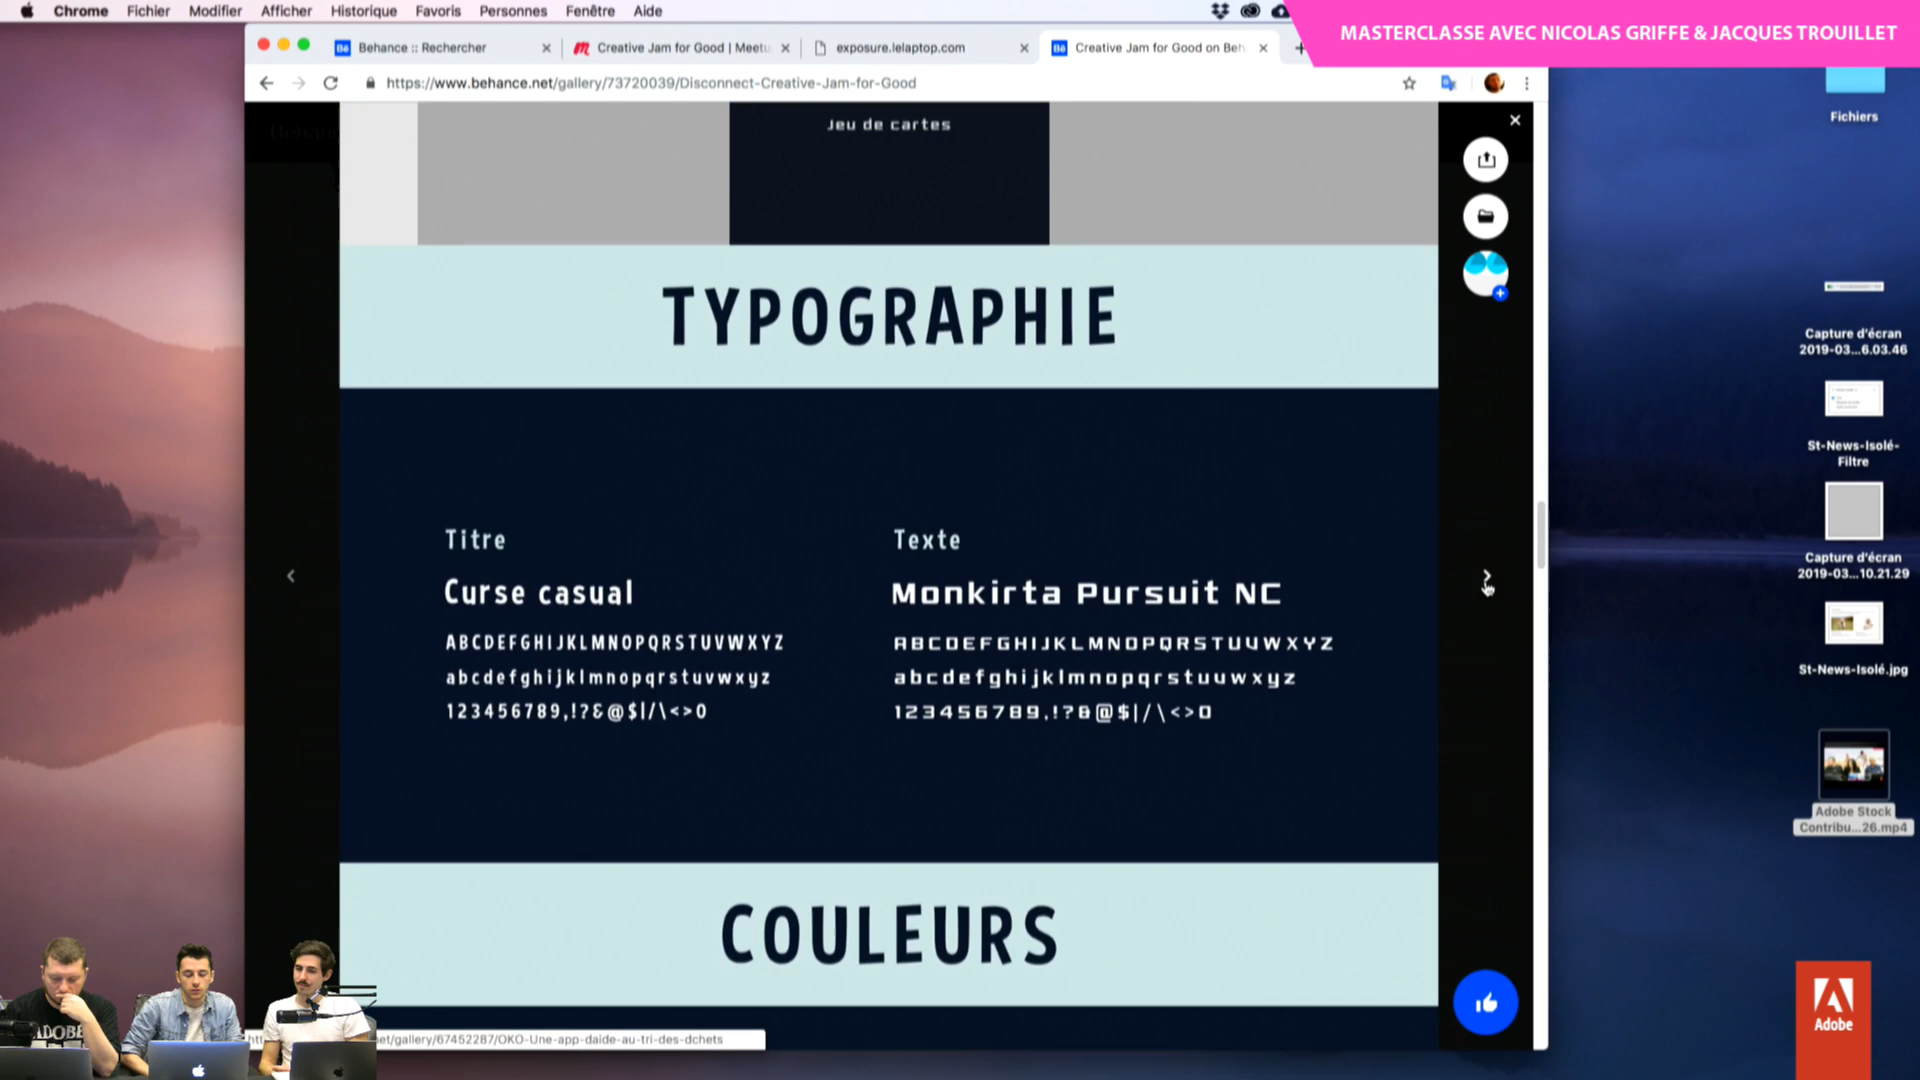 Chrome Fichier Modifier Afficher Historique Favoris Personnes Fenêtre Aide
MASTERCLASSE AVEC NICOLAS GRIFFE & JACQUES TROUILLET
Behance :: Rechercher
Creative Jam for Good | Meetu
exposure.lelaptop.com
Creative Jam for Good on Beh
https://www.behance.net/gallery/73720039/Disconnect-Creative-Jam-for-Good
Jeu de cartes
TYPOGRAPHIE
Titre
Curse casual
ABCDEFGHIJKLMNOPQRSTUVWXYZ
abcdefghijklmnopqrstuvwxyz
123456789,!?&@$|/\<>0
Texte
Monkirta Pursuit NC
ABCDEFGHIJKLMNOPQRSTUVWXYZ
abcdefghijklmnopqrstuvwxyz
123456789,!?&@$|/\<>0
COULEURS
et/gallery/67452287/OKO-Une-app-daide-au-tri-des-dchets
Fichiers
Capture d'écran
2019-03...6.03.46
St-News-Isolé-
Filtre
Capture d'écran
2019-03...10.21.29
St-News-Isolé.jpg
Adobe Stock
Contribu...26.mp4
ADOBE
Adobe